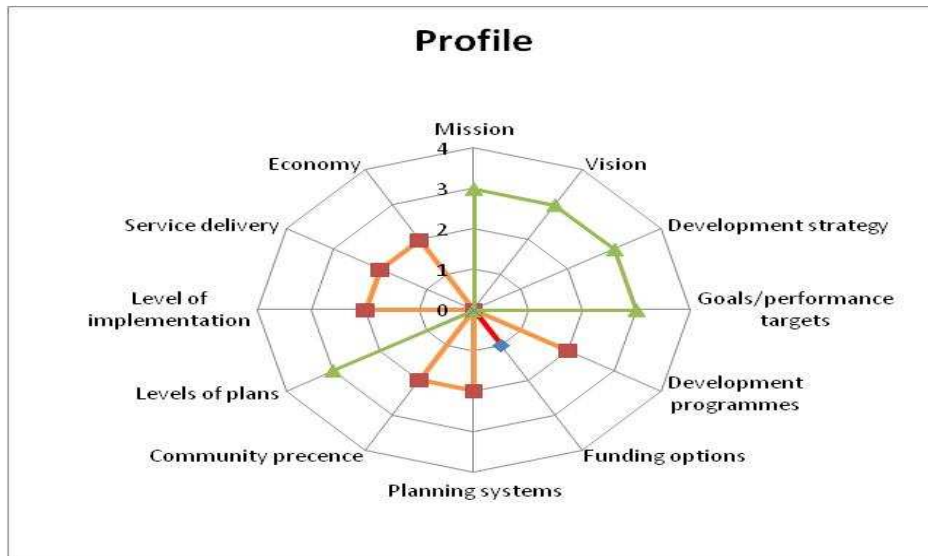 Profile
Mission
4
3
2
1
0
Vision
Development strategy
Goals/performance
targets
Development
programmes
Funding options
Planning systems
Community precence
Levels of plans
Level of
implementation
Service delivery
Economy